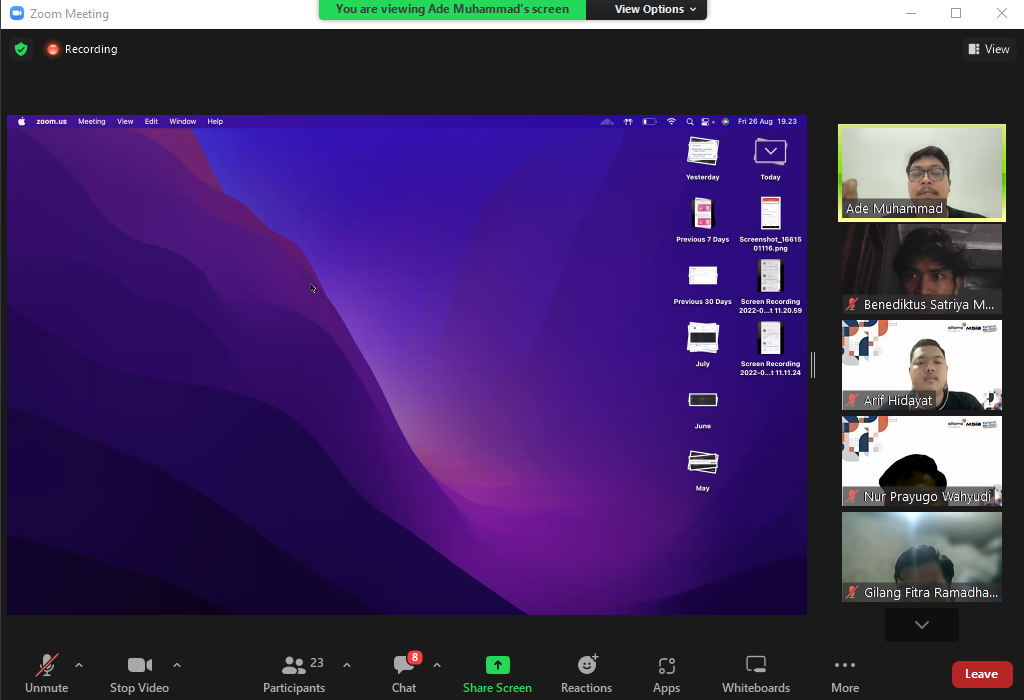 Zoom Meeting
You are viewing Ade Muhammad's screen
View Options
Recording
View
zoom.us Meeting View Edit Window Help
Fri 26 Aug 19.23
Yesterday
Today
Previous 7 Days
Screenshot_16615
01116.png
Previous 30 Days
Screen Recording
2022-0...t 11.20.59
July
Screen Recording
2022-0...t 11.11.24
June
May
Ade Muhammad
Benediktus Satriya M...
Arif Hidayat
Nur Prayugo Wahyudi
Gilang Fitra Ramadha...
Unmute
Stop Video
23
Participants
8
Chat
Share Screen
Reactions
Apps
Whiteboards
More
Leave